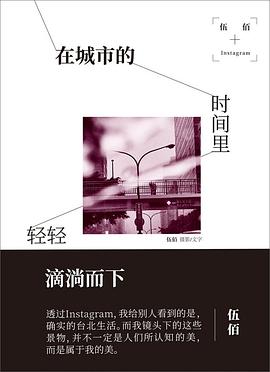 伍 佰
+
Instagram
在城市的
时间里
轻轻
伍佰 摄影/文字
滴淌而下
透过Instagram，我给别人看到的是，
确实的台北生活。而我镜头下的这些
景物，并不一定是人们所认知的美，
而是属于我的美。
伍佰